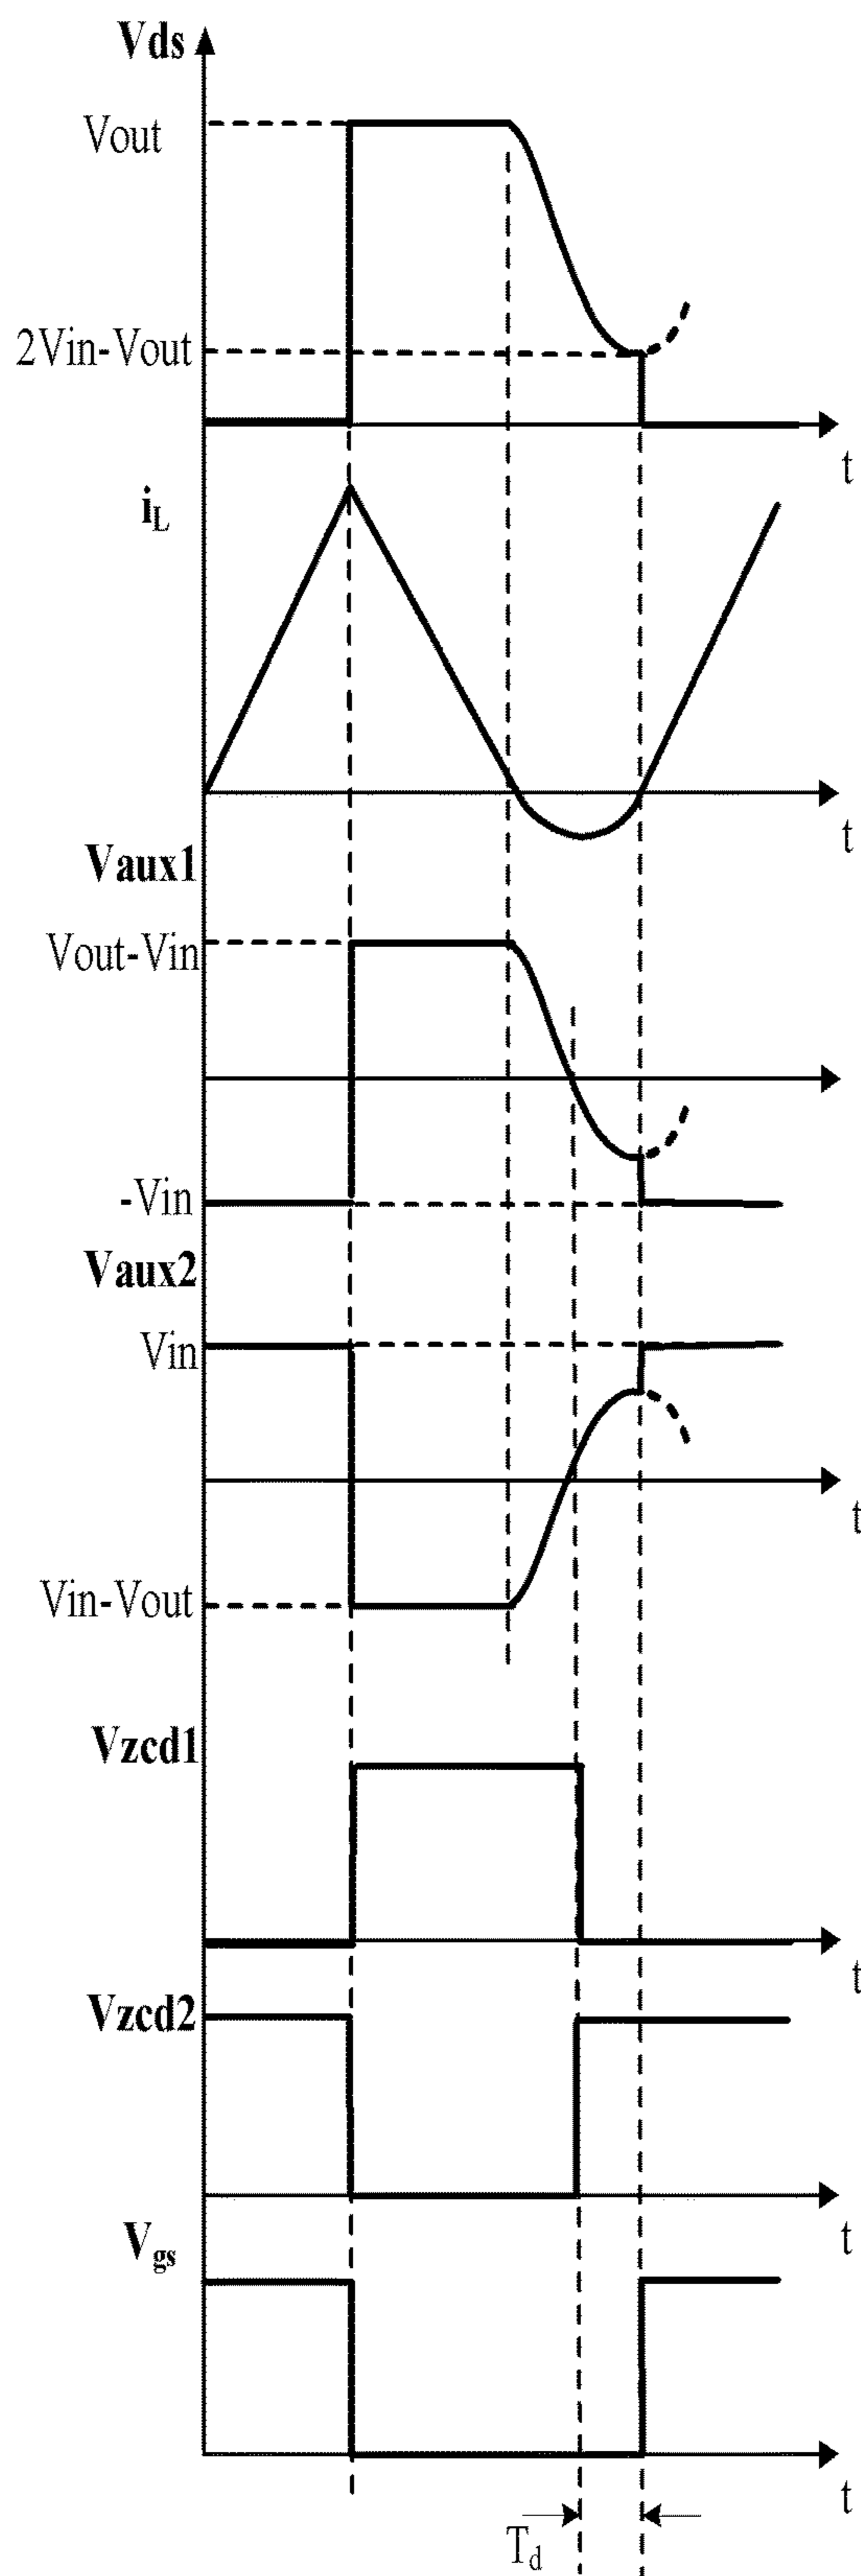 Vds
Vout
2Vin-Vout
t
iL
t
Vaux1
Vout-Vin
-Vin
Vaux2
Vin
t
Vin-Vout
Vzcd1
t
Vzcd2
t
Vgs
t
Td